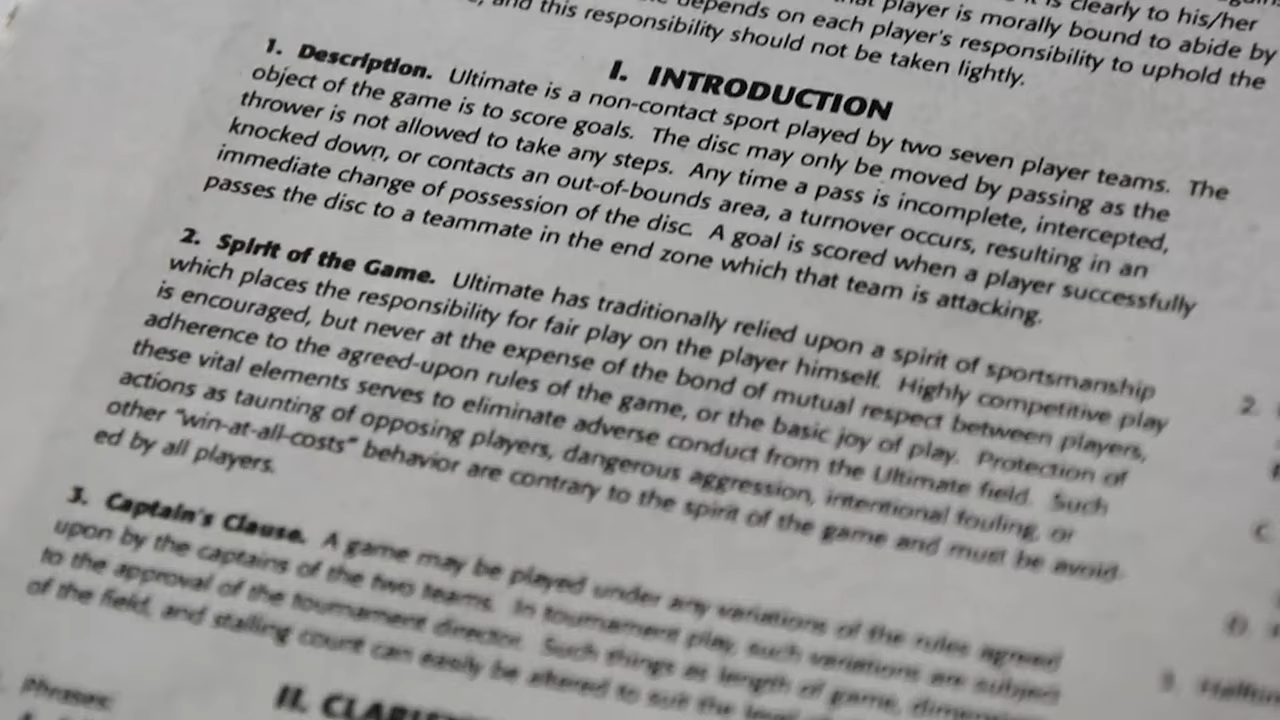 is clearly to his/her
player is morally bound to abide by
depends on each player's responsibility to uphold the
and this responsibility should not be taken lightly.
I. INTRODUCTION
1. Description. Ultimate is a non-contact sport played by two seven player teams. The
object of the game is to score goals. The disc may only be moved by passing as the
thrower is not allowed to take any steps. Any time a pass is incomplete, intercepted,
knocked down, or contacts an out-of-bounds area, a turnover occurs, resulting in an
immediate change of possession of the disc. A goal is scored when a player successfully
passes the disc to a teammate in the end zone which that team is attacking.
2. Spirit of the Game. Ultimate has traditionally relied upon a spirit of sportsmanship
which places the responsibility for fair play on the player himself. Highly competitive play
is encouraged, but never at the expense of the bond of mutual respect between players,
adherence to the agreed-upon rules of the game, or the basic joy of play. Protection of
these vital elements serves to eliminate adverse conduct from the Ultimate field. Such
actions as taunting of opposing players, dangerous aggression, intentional fouling, or
other "win-at-all-costs" behavior are contrary to the spirit of the game and must be avoid-
ed by all players.
3. Captain's Clause. A game may be played under any variations of the rules agreed
upon by the captains of the two teams. In tournament play, such variations are subject
to the approval of the tournament director. Such things as length of game,
of the field, and stalling count can easily be altered to suit the level
II.
Phrases:
2.
C.